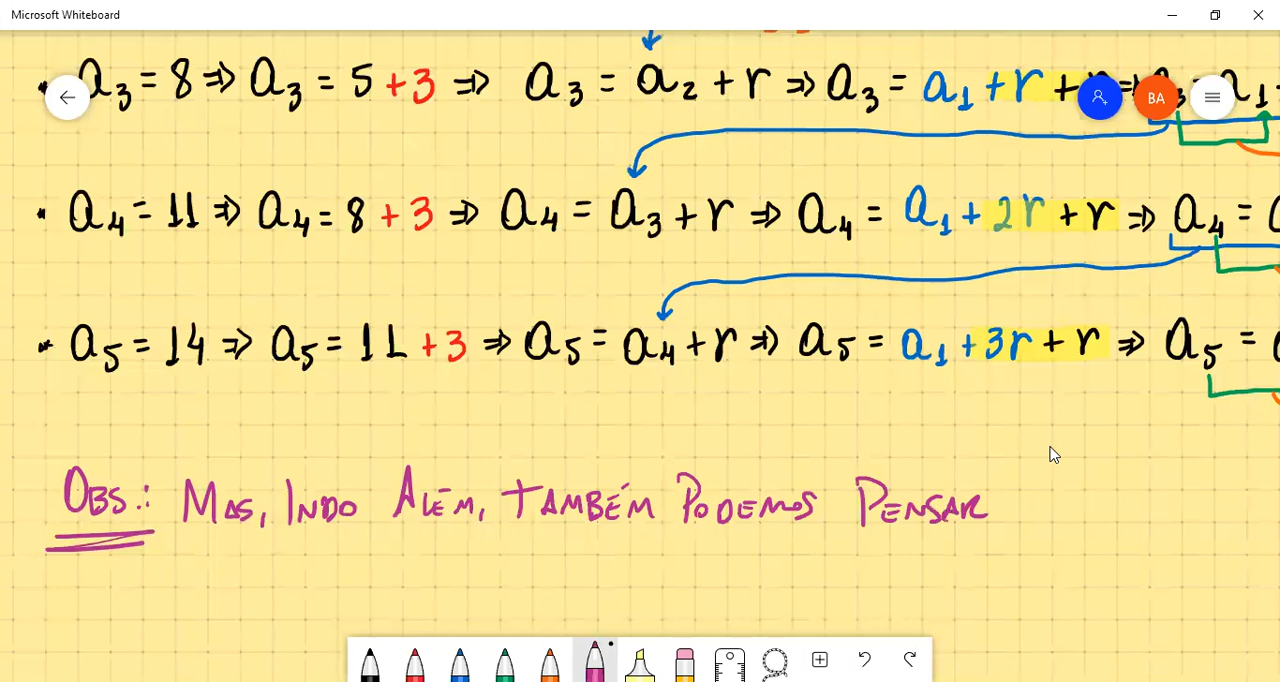 Microsoft Whiteboard
a₃ = 8 ⇒ a₃ = 5 +3 ⇒ a₃ = a₂ + r ⇒ a₃ = a₁ + r +
BA
a₄ = 11 ⇒ a₄ = 8 +3 ⇒ a₄ = a₃ + r ⇒ a₄ = a₁ + 2r + r ⇒ a₄ =
a₅ = 14 ⇒ a₅ = 11 +3 ⇒ a₅ = a₄ + r ⇒ a₅ = a₁ + 3r + r ⇒ a₅ =
OBS.: MAS, INDO ALÉM, TAMBÉM PODEMOS PENSAR